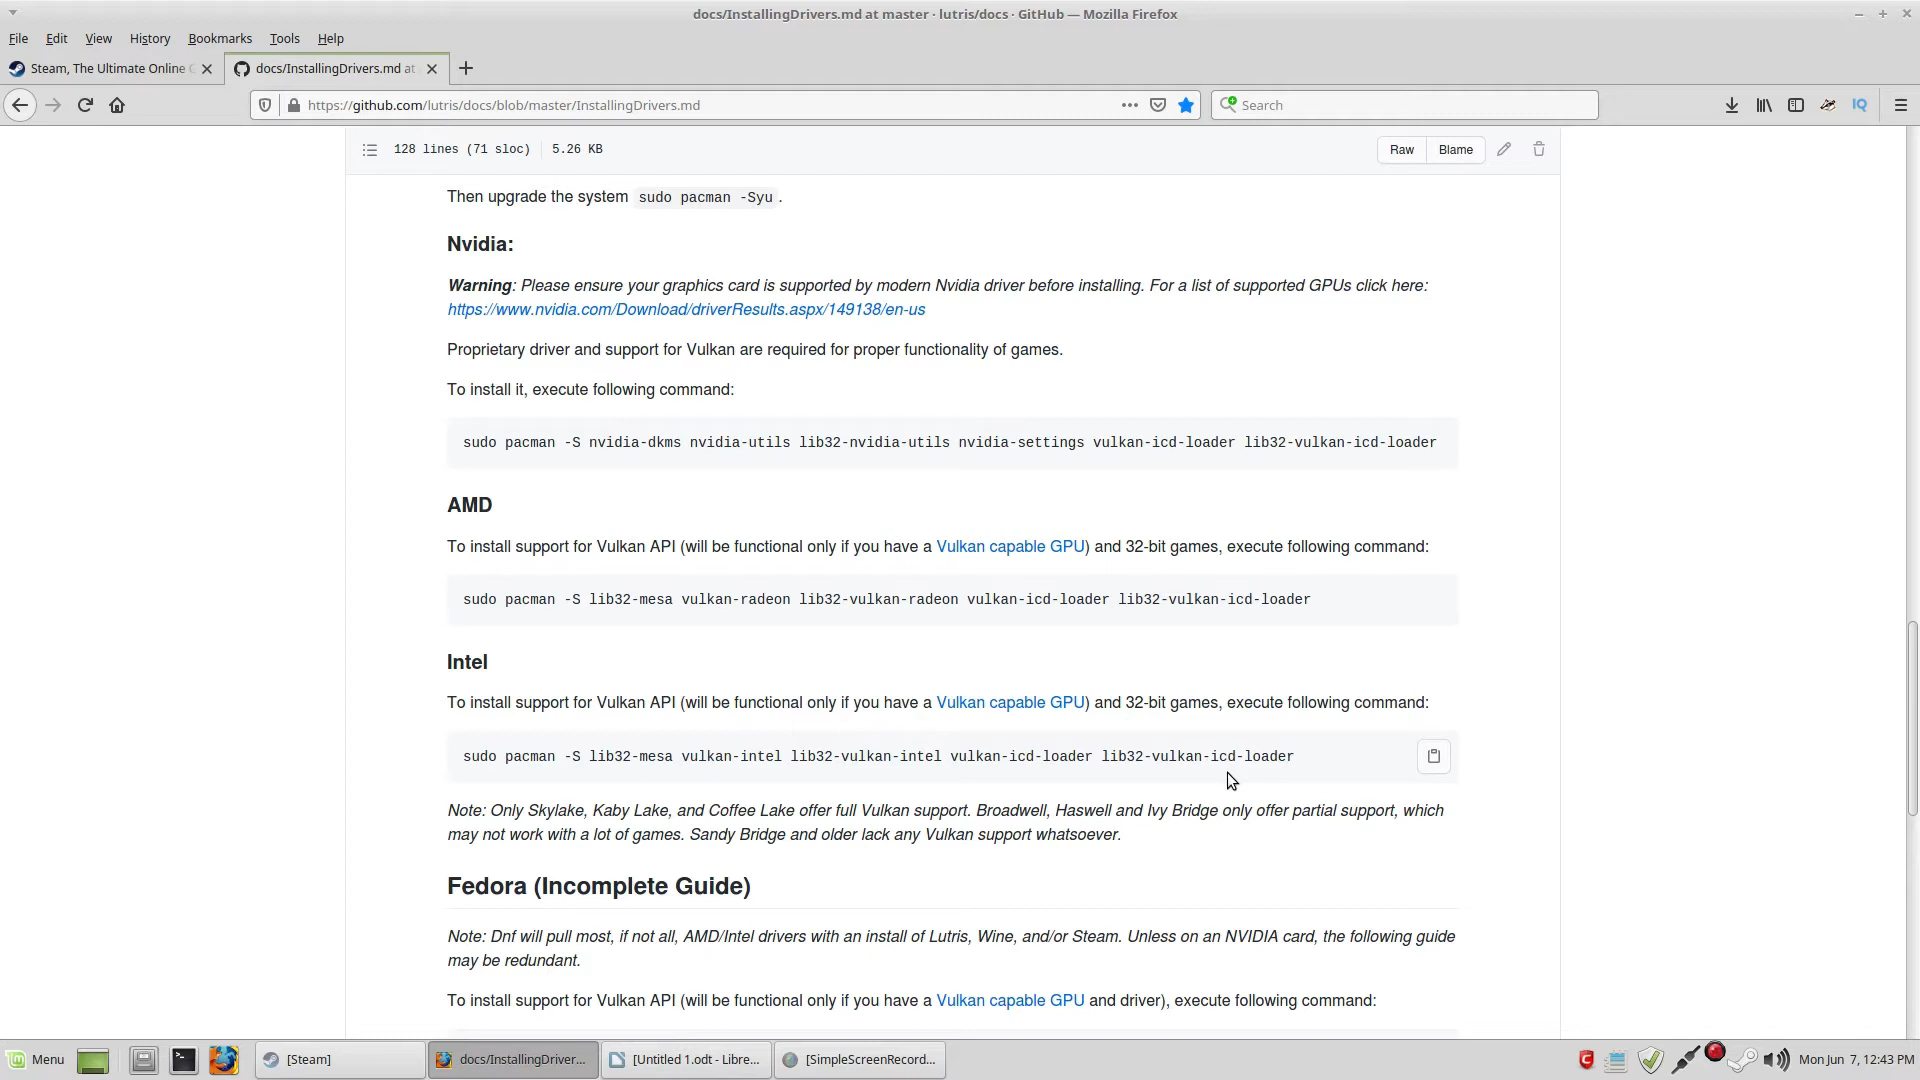 docs/InstallingDrivers.md at master · lutris/docs · GitHub — Mozilla Firefox
File Edit View History Bookmarks Tools Help
Steam, The Ultimate Online
docs/InstallingDrivers.md at
https://github.com/lutris/docs/blob/master/InstallingDrivers.md
Search
IQ
128 lines (71 sloc) 5.26 KB
Raw Blame
Then upgrade the system sudo pacman -Syu.
Nvidia:
Warning: Please ensure your graphics card is supported by modern Nvidia driver before installing. For a list of supported GPUs click here:
https://www.nvidia.com/Download/driverResults.aspx/149138/en-us
Proprietary driver and support for Vulkan are required for proper functionality of games.
To install it, execute following command:
sudo pacman -S nvidia-dkms nvidia-utils lib32-nvidia-utils nvidia-settings vulkan-icd-loader lib32-vulkan-icd-loader
AMD
To install support for Vulkan API (will be functional only if you have a Vulkan capable GPU) and 32-bit games, execute following command:
sudo pacman -S lib32-mesa vulkan-radeon lib32-vulkan-radeon vulkan-icd-loader lib32-vulkan-icd-loader
Intel
To install support for Vulkan API (will be functional only if you have a Vulkan capable GPU) and 32-bit games, execute following command:
sudo pacman -S lib32-mesa vulkan-intel lib32-vulkan-intel vulkan-icd-loader lib32-vulkan-icd-loader
Note: Only Skylake, Kaby Lake, and Coffee Lake offer full Vulkan support. Broadwell, Haswell and Ivy Bridge only offer partial support, which
may not work with a lot of games. Sandy Bridge and older lack any Vulkan support whatsoever.
Fedora (Incomplete Guide)
Note: Dnf will pull most, if not all, AMD/Intel drivers with an install of Lutris, Wine, and/or Steam. Unless on an NVIDIA card, the following guide
may be redundant.
To install support for Vulkan API (will be functional only if you have a Vulkan capable GPU and driver), execute following command:
Menu
[Steam]
docs/InstallingDriver...
[Untitled 1.odt - Libre...
[SimpleScreenRecord...
Mon Jun 7, 12:43 PM